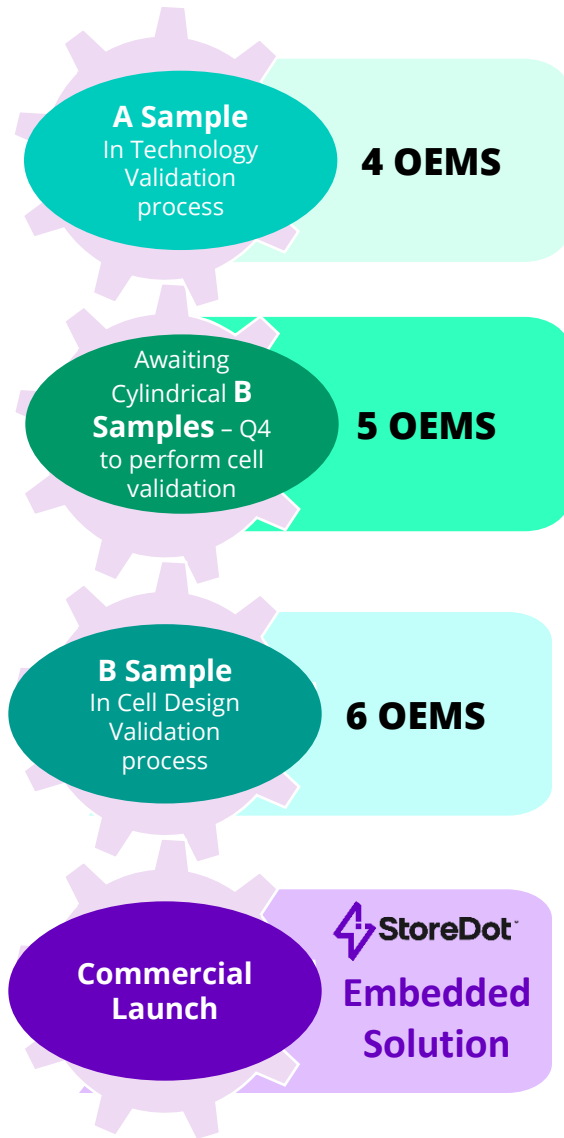 A Sample
In Technology
Validation
process
4 OEMS
Awaiting
Cylindrical B
Samples – Q4
to perform cell
validation
5 OEMS
B Sample
In Cell Design
Validation
process
6 OEMS
Commercial
Launch
StoreDot™
Embedded
Solution